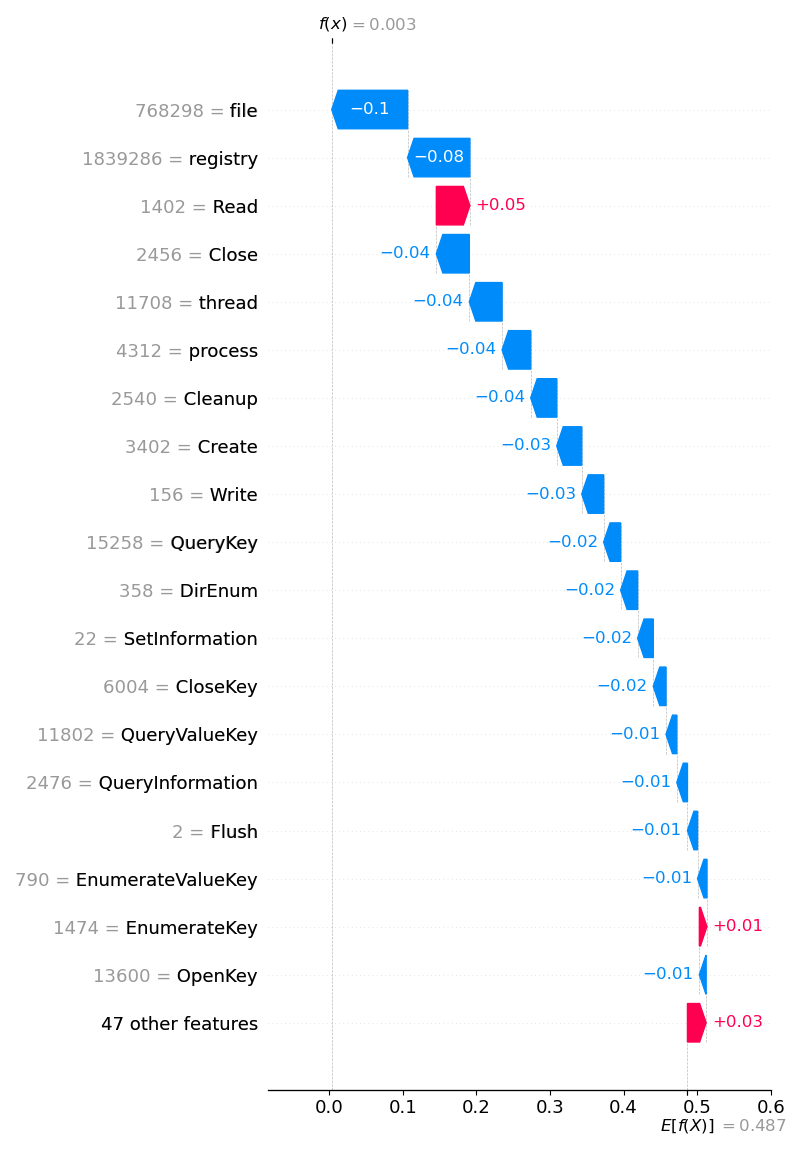 f(x) = 0.003
768298 = file
−0.1
1839286 = registry
−0.08
1402 = Read
+0.05
2456 = Close
−0.04
11708 = thread
−0.04
4312 = process
−0.04
2540 = Cleanup
−0.04
3402 = Create
−0.03
156 = Write
−0.03
15258 = QueryKey
−0.02
358 = DirEnum
−0.02
22 = SetInformation
−0.02
6004 = CloseKey
−0.02
11802 = QueryValueKey
−0.01
2476 = QueryInformation
−0.01
2 = Flush
−0.01
790 = EnumerateValueKey
−0.01
1474 = EnumerateKey
+0.01
13600 = OpenKey
−0.01
47 other features
+0.03
0.0 0.1 0.2 0.3 0.4 0.5 0.6
E[f(X)] = 0.487